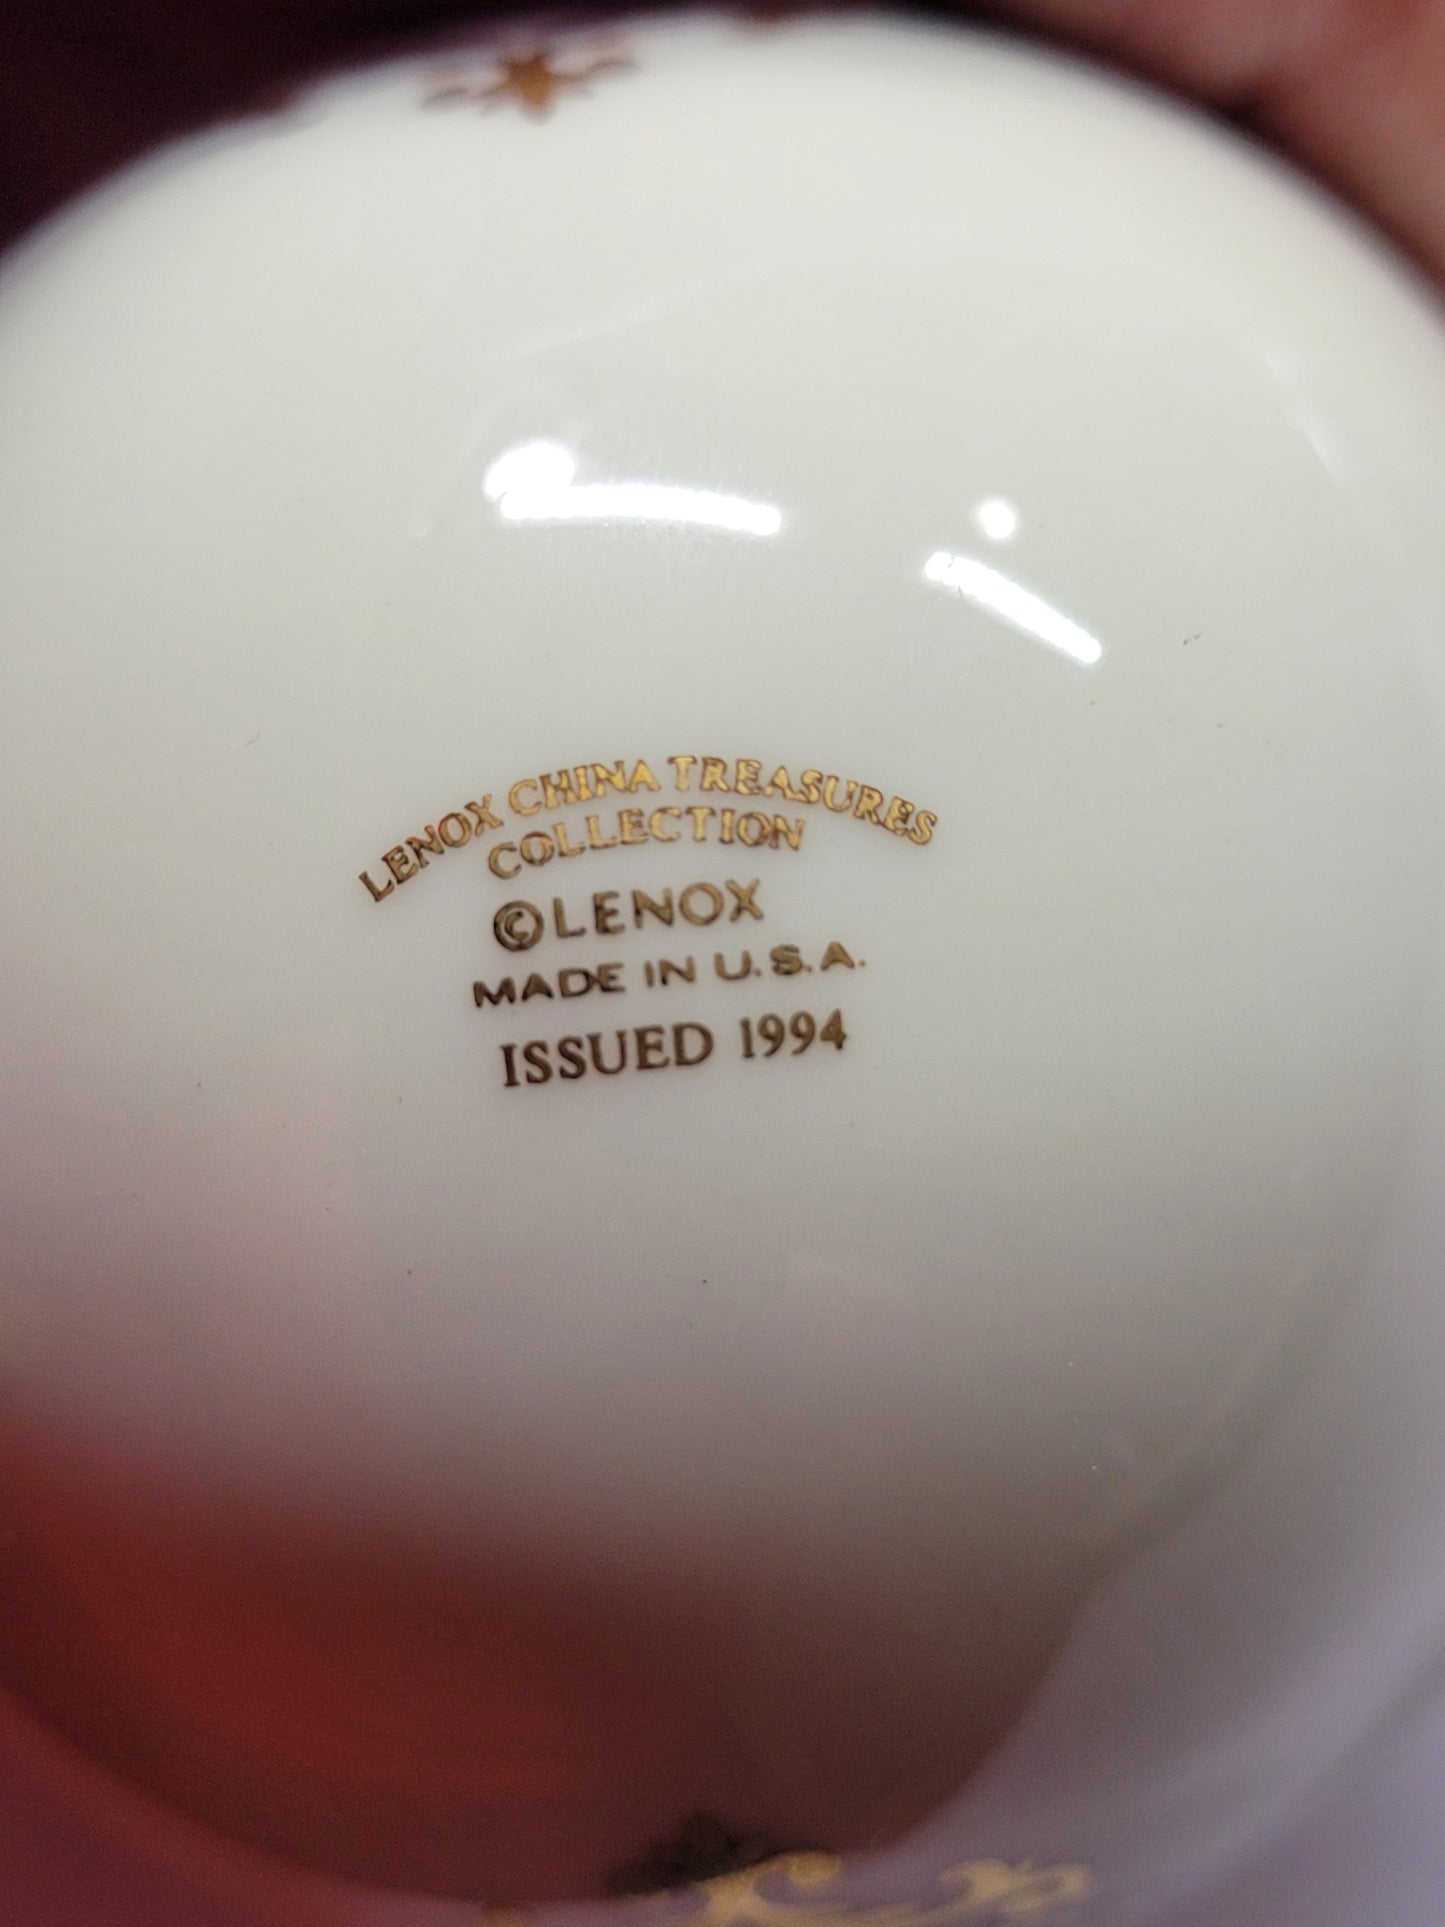 LENOX CHINA TREASURES
COLLECTION
©LENOX
MADE IN U.S.A.
ISSUED 1994